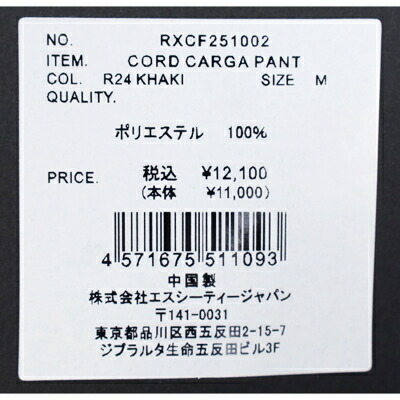 NO. RXCF251002
ITEM. CORD CARGA PANT
COL. R24 KHAKI SIZE M
QUALITY.
ポリエステル 100%
PRICE. 税込 ¥12,100
(本体 ¥11,000)
4 571675 511093
中国製
株式会社エスシーティージャパン
〒141-0031
東京都品川区西五反田2-15-7
ジブラルタ生命五反田ビル3F